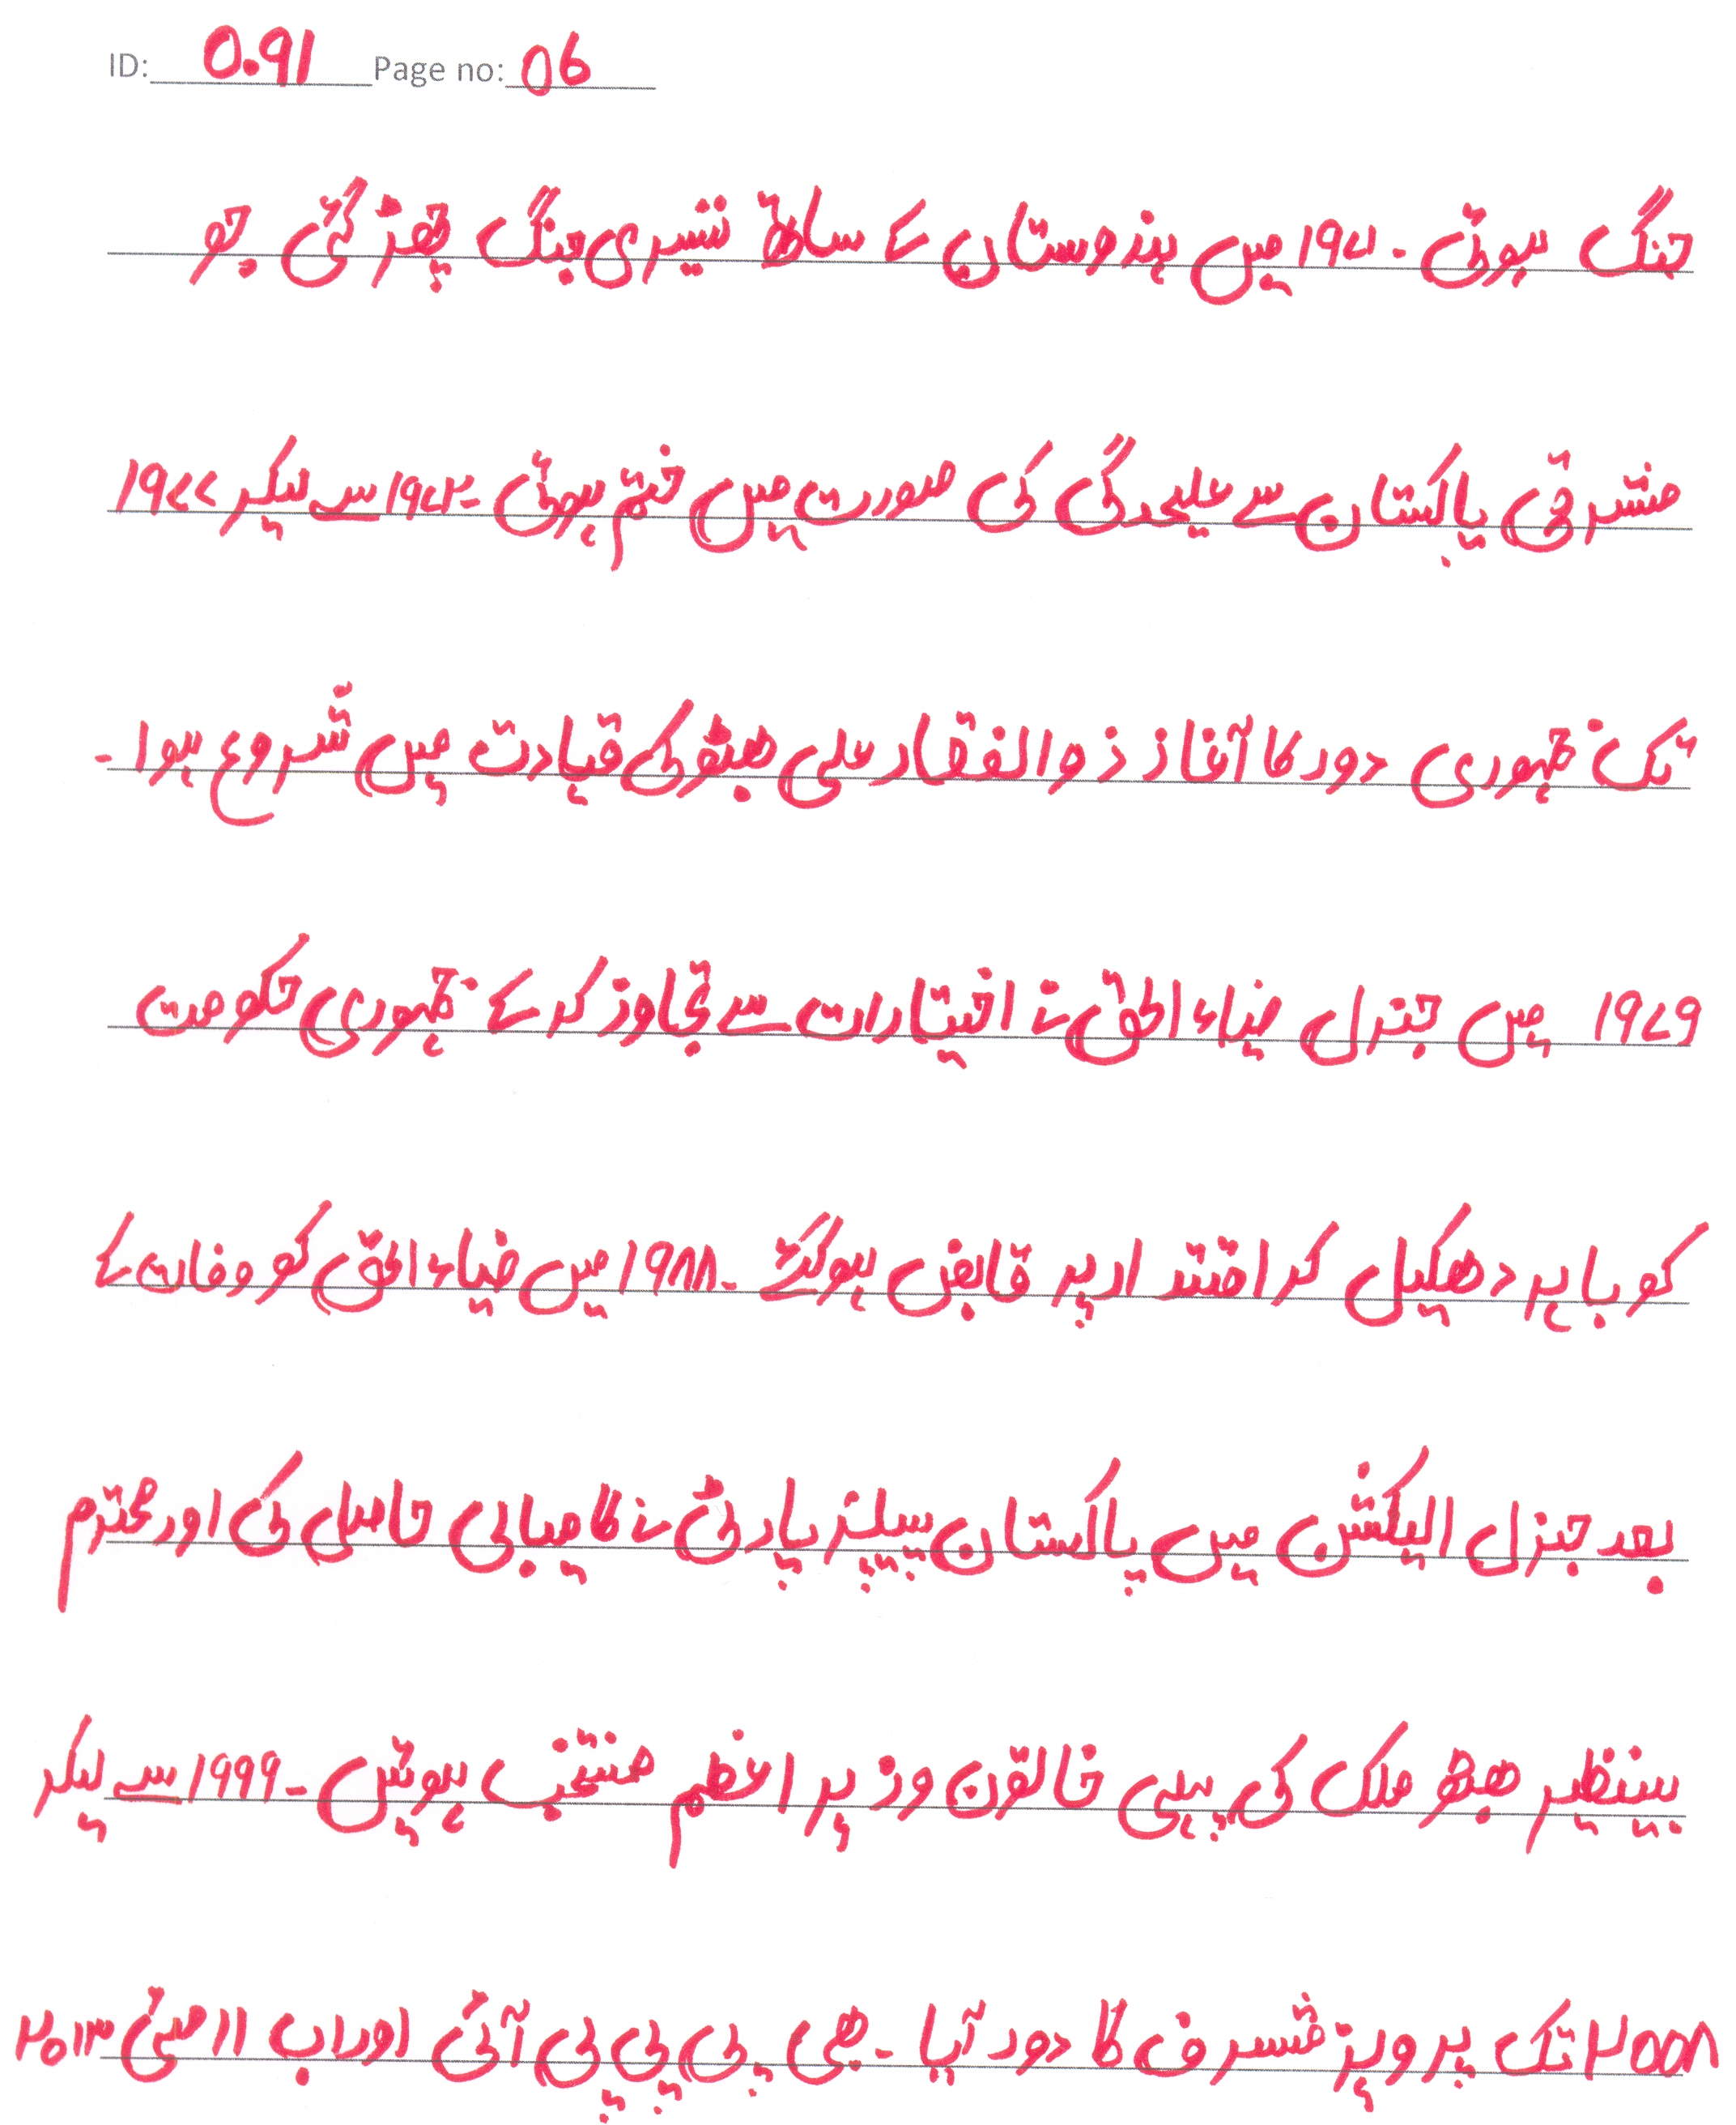 ID: 0.91 Page no: 06
جنگ ہوئی ۔ ۱۹۷۱ میں ہندوستان کے ساتھ تیسری جنگ چھڑ گئی جو
مشرقی پاکستان سے علیحدگی کی صورت میں ختم ہوئی ۔ ۱۹۷۲ سے لیکر ۱۹۷۷
تک جمہوری دور کا آغاز ذوالفقار علی بھٹو کی قیادت میں شروع ہوا ۔
۱۹۷۹ میں جنرل ضیاء الحق نے اختیارات سے تجاوز کر کے جمہوری حکومت
کو باہر دھکیل کر اقتدار پر قابض ہوگئے ۔ ۱۹۸۸ میں ضیاء الحق کو وفات کے
بعد جنرل الیکشن میں پاکستان پیپلز پارٹی نے کامیابی حاصل کی اور محترم
بینظیر بھٹو ملک کی پہلی خاتون وزیر اعظم منتخب ہوئیں ۔ ۱۹۹۹ سے لیکر
۲۰۰۸ تک پرویز مشرف کا دور آیا ۔ پھر پی پی پی آئی اور اب ۱۱ مئی ۲۰۱۳